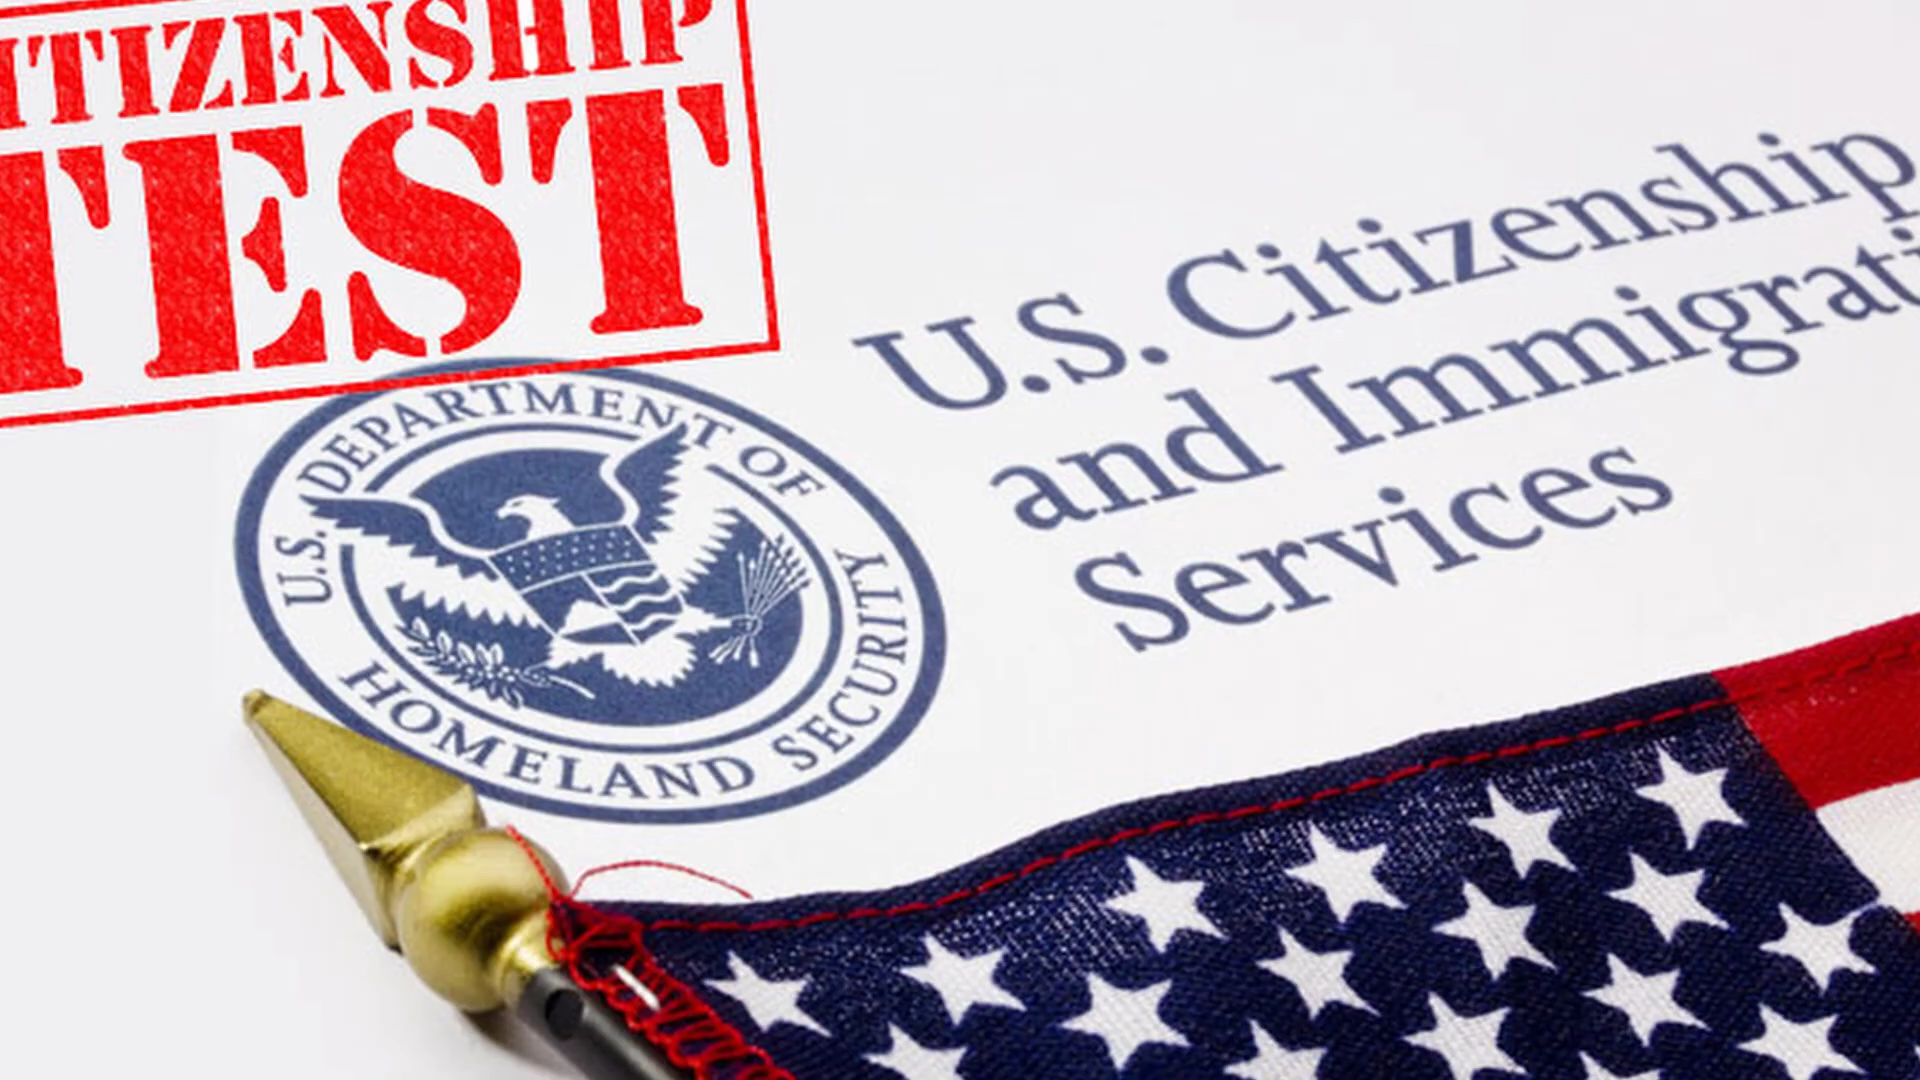 ITIZENSHIP
TEST
U.S. DEPARTMENT OF
HOMELAND SECURITY
U.S. Citizenship
and Immigrati
Services